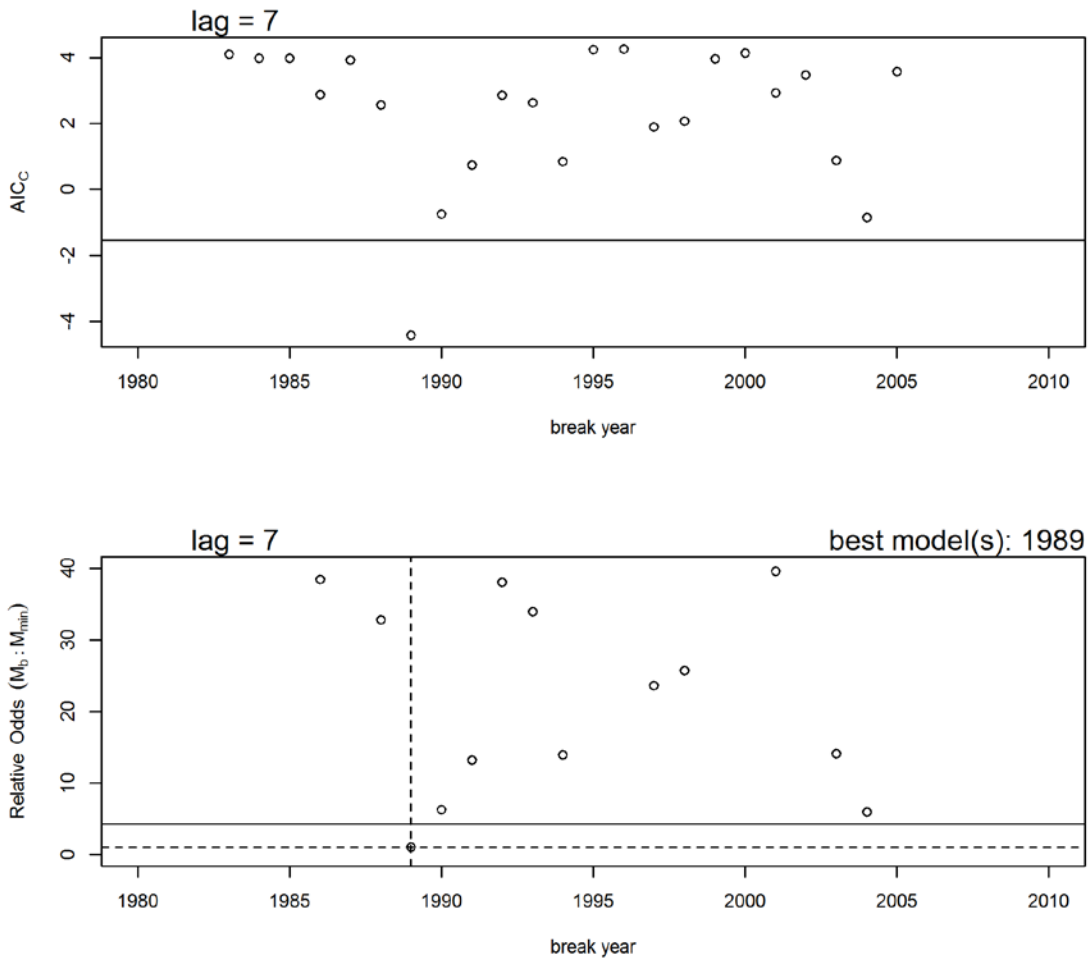 lag = 7
4
2
0
-2
-4
AICC
1980 1985 1990 1995 2000 2005 2010
break year
lag = 7 best model(s): 1989
40
30
20
10
0
Relative Odds (Mb : Mmin)
1980 1985 1990 1995 2000 2005 2010
break year